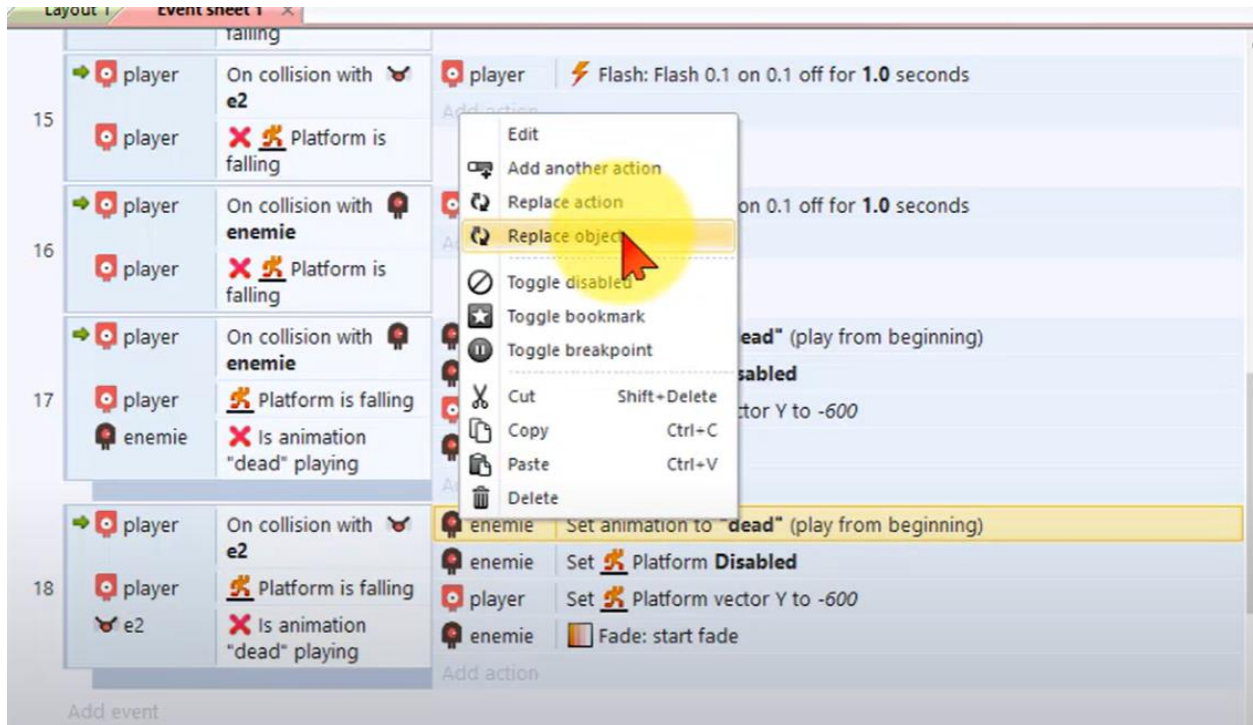 Layout 1 Event sheet 1 ×
falling
player On collision with e2 player Flash: Flash 0.1 on 0.1 off for 1.0 seconds
Add action
15
player Platform is falling
player On collision with enemie on 0.1 off for 1.0 seconds
16
player Platform is falling
player On collision with enemie ead" (play from beginning)
sabled
17 player Platform is falling tor Y to -600
enemie Is animation "dead" playing
Edit
Add another action
Replace action
Replace object
Toggle disabled
Toggle bookmark
Toggle breakpoint
Cut Shift+Delete
Copy Ctrl+C
Paste Ctrl+V
Delete
player On collision with e2 enemie Set animation to "dead" (play from beginning)
enemie Set Platform Disabled
18 player Platform is falling player Set Platform vector Y to -600
e2 Is animation "dead" playing enemie Fade: start fade
Add action
Add event